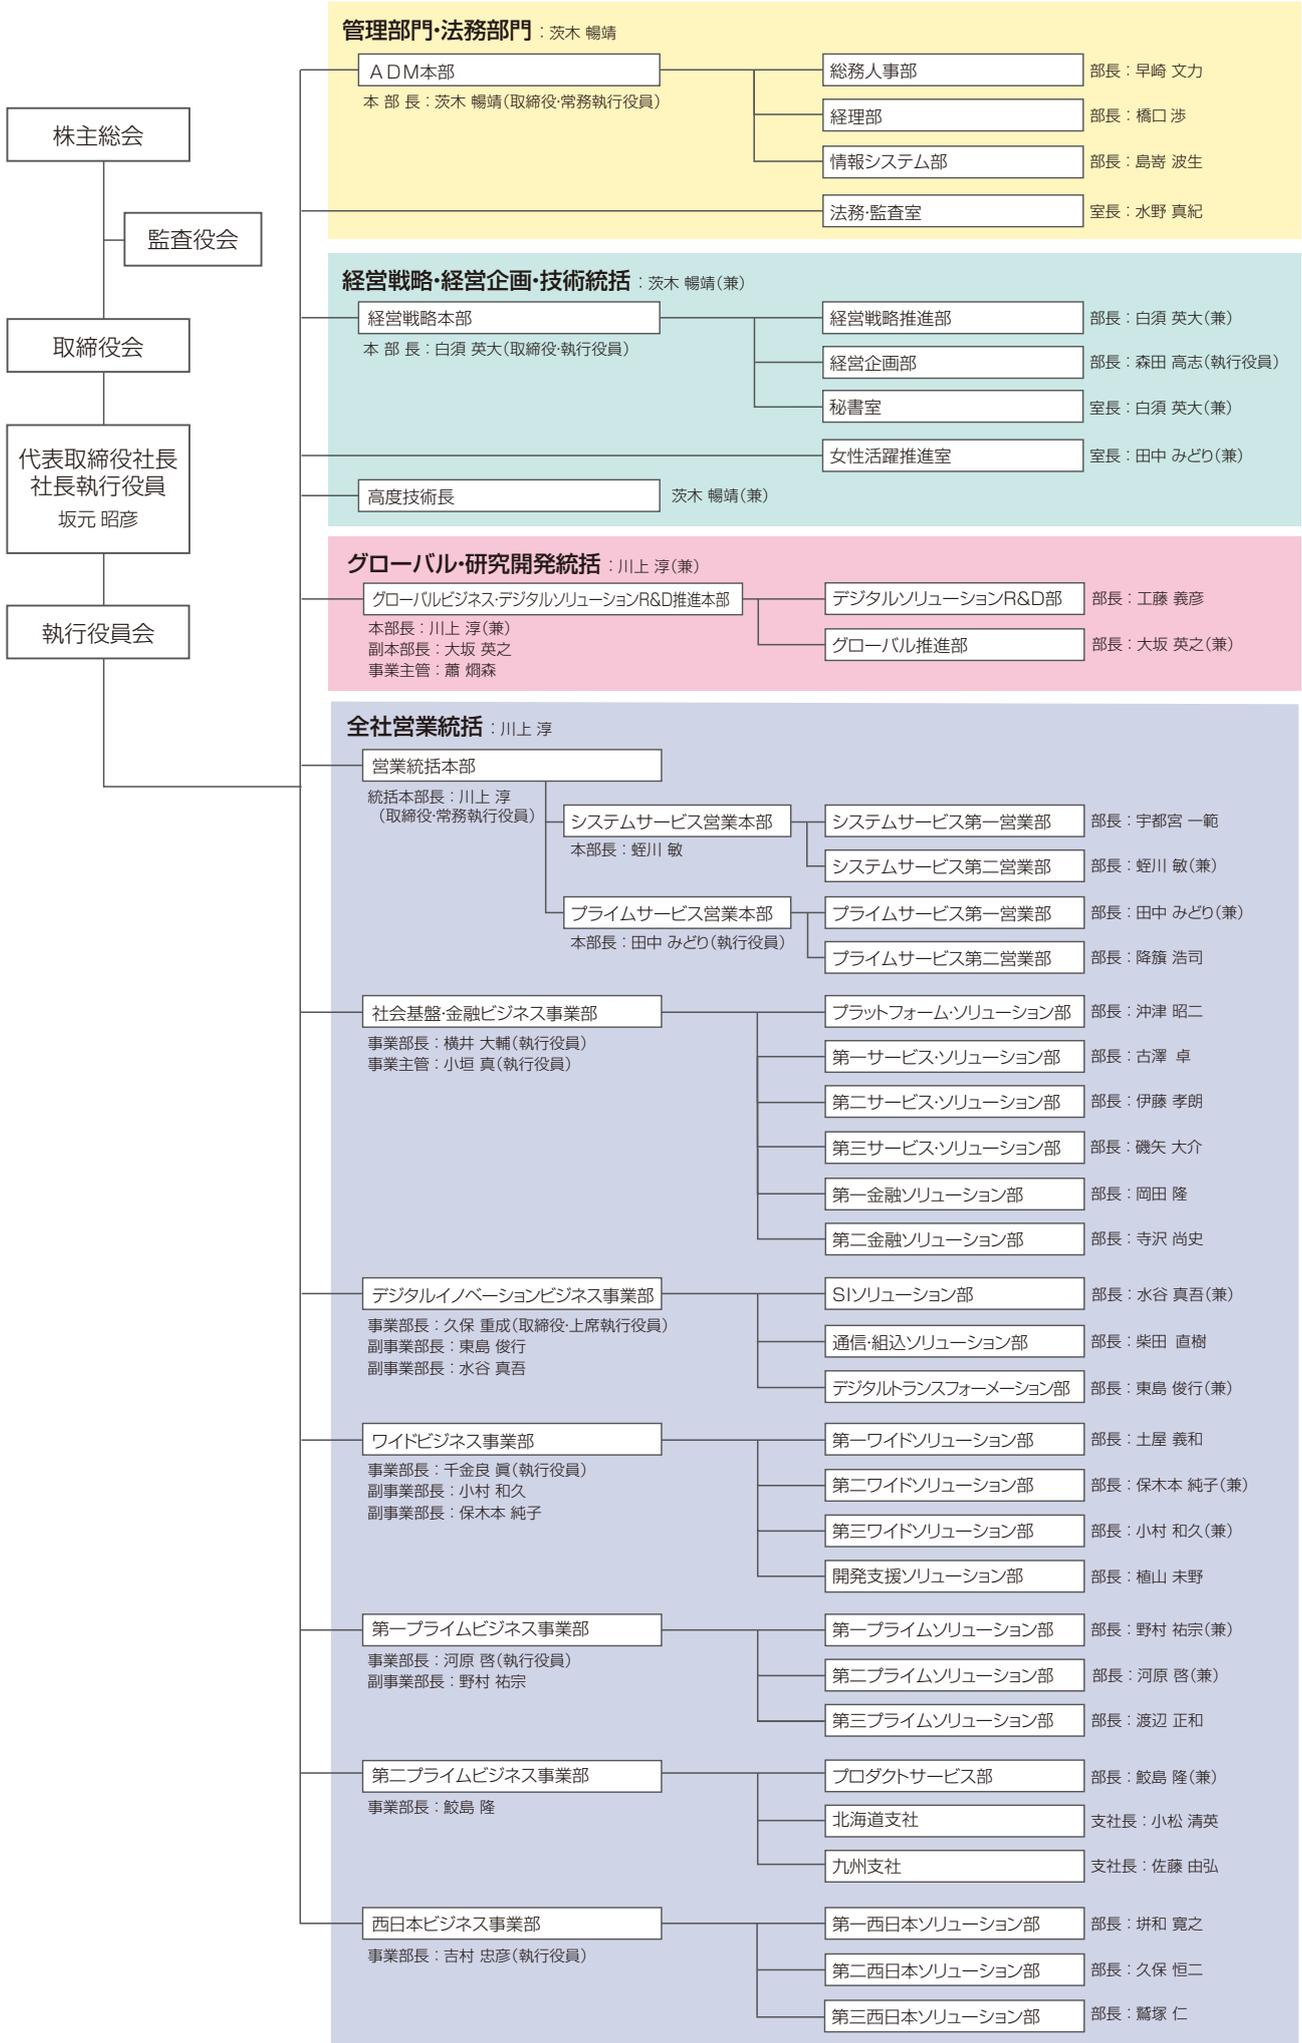 株主総会
監査役会
取締役会
代表取締役社長
社長執行役員
坂元 昭彦
執行役員会
管理部門・法務部門：茨木 暢靖
ADM本部
本 部 長：茨木 暢靖(取締役・常務執行役員)
総務人事部 部長：早崎 文力
経理部 部長：橋口 渉
情報システム部 部長：島嵜 波生
法務・監査室 室長：水野 真紀
経営戦略・経営企画・技術統括：茨木 暢靖(兼)
経営戦略本部
本 部 長：白須 英大(取締役・執行役員)
経営戦略推進部 部長：白須 英大(兼)
経営企画部 部長：森田 高志(執行役員)
秘書室 室長：白須 英大(兼)
女性活躍推進室 室長：田中 みどり(兼)
高度技術長 茨木 暢靖(兼)
グローバル・研究開発統括：川上 淳(兼)
グローバルビジネス・デジタルソリューションR&D推進本部
本部長：川上 淳(兼)
副本部長：大坂 英之
事業主管：蕭 烱森
デジタルソリューションR&D部 部長：工藤 義彦
グローバル推進部 部長：大坂 英之(兼)
全社営業統括：川上 淳
営業統括本部
統括本部長：川上 淳
(取締役・常務執行役員)
システムサービス営業本部
本部長：蛭川 敏
システムサービス第一営業部 部長：宇都宮 一範
システムサービス第二営業部 部長：蛭川 敏(兼)
プライムサービス営業本部
本部長：田中 みどり(執行役員)
プライムサービス第一営業部 部長：田中 みどり(兼)
プライムサービス第二営業部 部長：降籏 浩司
社会基盤・金融ビジネス事業部
事業部長：横井 大輔(執行役員)
事業主管：小垣 真(執行役員)
プラットフォーム・ソリューション部 部長：沖津 昭二
第一サービス・ソリューション部 部長：古澤 卓
第二サービス・ソリューション部 部長：伊藤 孝朗
第三サービス・ソリューション部 部長：磯矢 大介
第一金融ソリューション部 部長：岡田 隆
第二金融ソリューション部 部長：寺沢 尚史
デジタルイノベーションビジネス事業部
事業部長：久保 重成(取締役・上席執行役員)
副事業部長：東島 俊行
副事業部長：水谷 真吾
SIソリューション部 部長：水谷 真吾(兼)
通信・組込ソリューション部 部長：柴田 直樹
デジタルトランスフォーメーション部 部長：東島 俊行(兼)
ワイドビジネス事業部
事業部長：千金良 眞(執行役員)
副事業部長：小村 和久
副事業部長：保木本 純子
第一ワイドソリューション部 部長：土屋 義和
第二ワイドソリューション部 部長：保木本 純子(兼)
第三ワイドソリューション部 部長：小村 和久(兼)
開発支援ソリューション部 部長：植山 未野
第一プライムビジネス事業部
事業部長：河原 啓(執行役員)
副事業部長：野村 祐宗
第一プライムソリューション部 部長：野村 祐宗(兼)
第二プライムソリューション部 部長：河原 啓(兼)
第三プライムソリューション部 部長：渡辺 正和
第二プライムビジネス事業部
事業部長：鮫島 隆
プロダクトサービス部 部長：鮫島 隆(兼)
北海道支社 支社長：小松 清英
九州支社 支社長：佐藤 由弘
西日本ビジネス事業部
事業部長：吉村 忠彦(執行役員)
第一西日本ソリューション部 部長：垪和 寛之
第二西日本ソリューション部 部長：久保 恒二
第三西日本ソリューション部 部長：鷲塚 仁